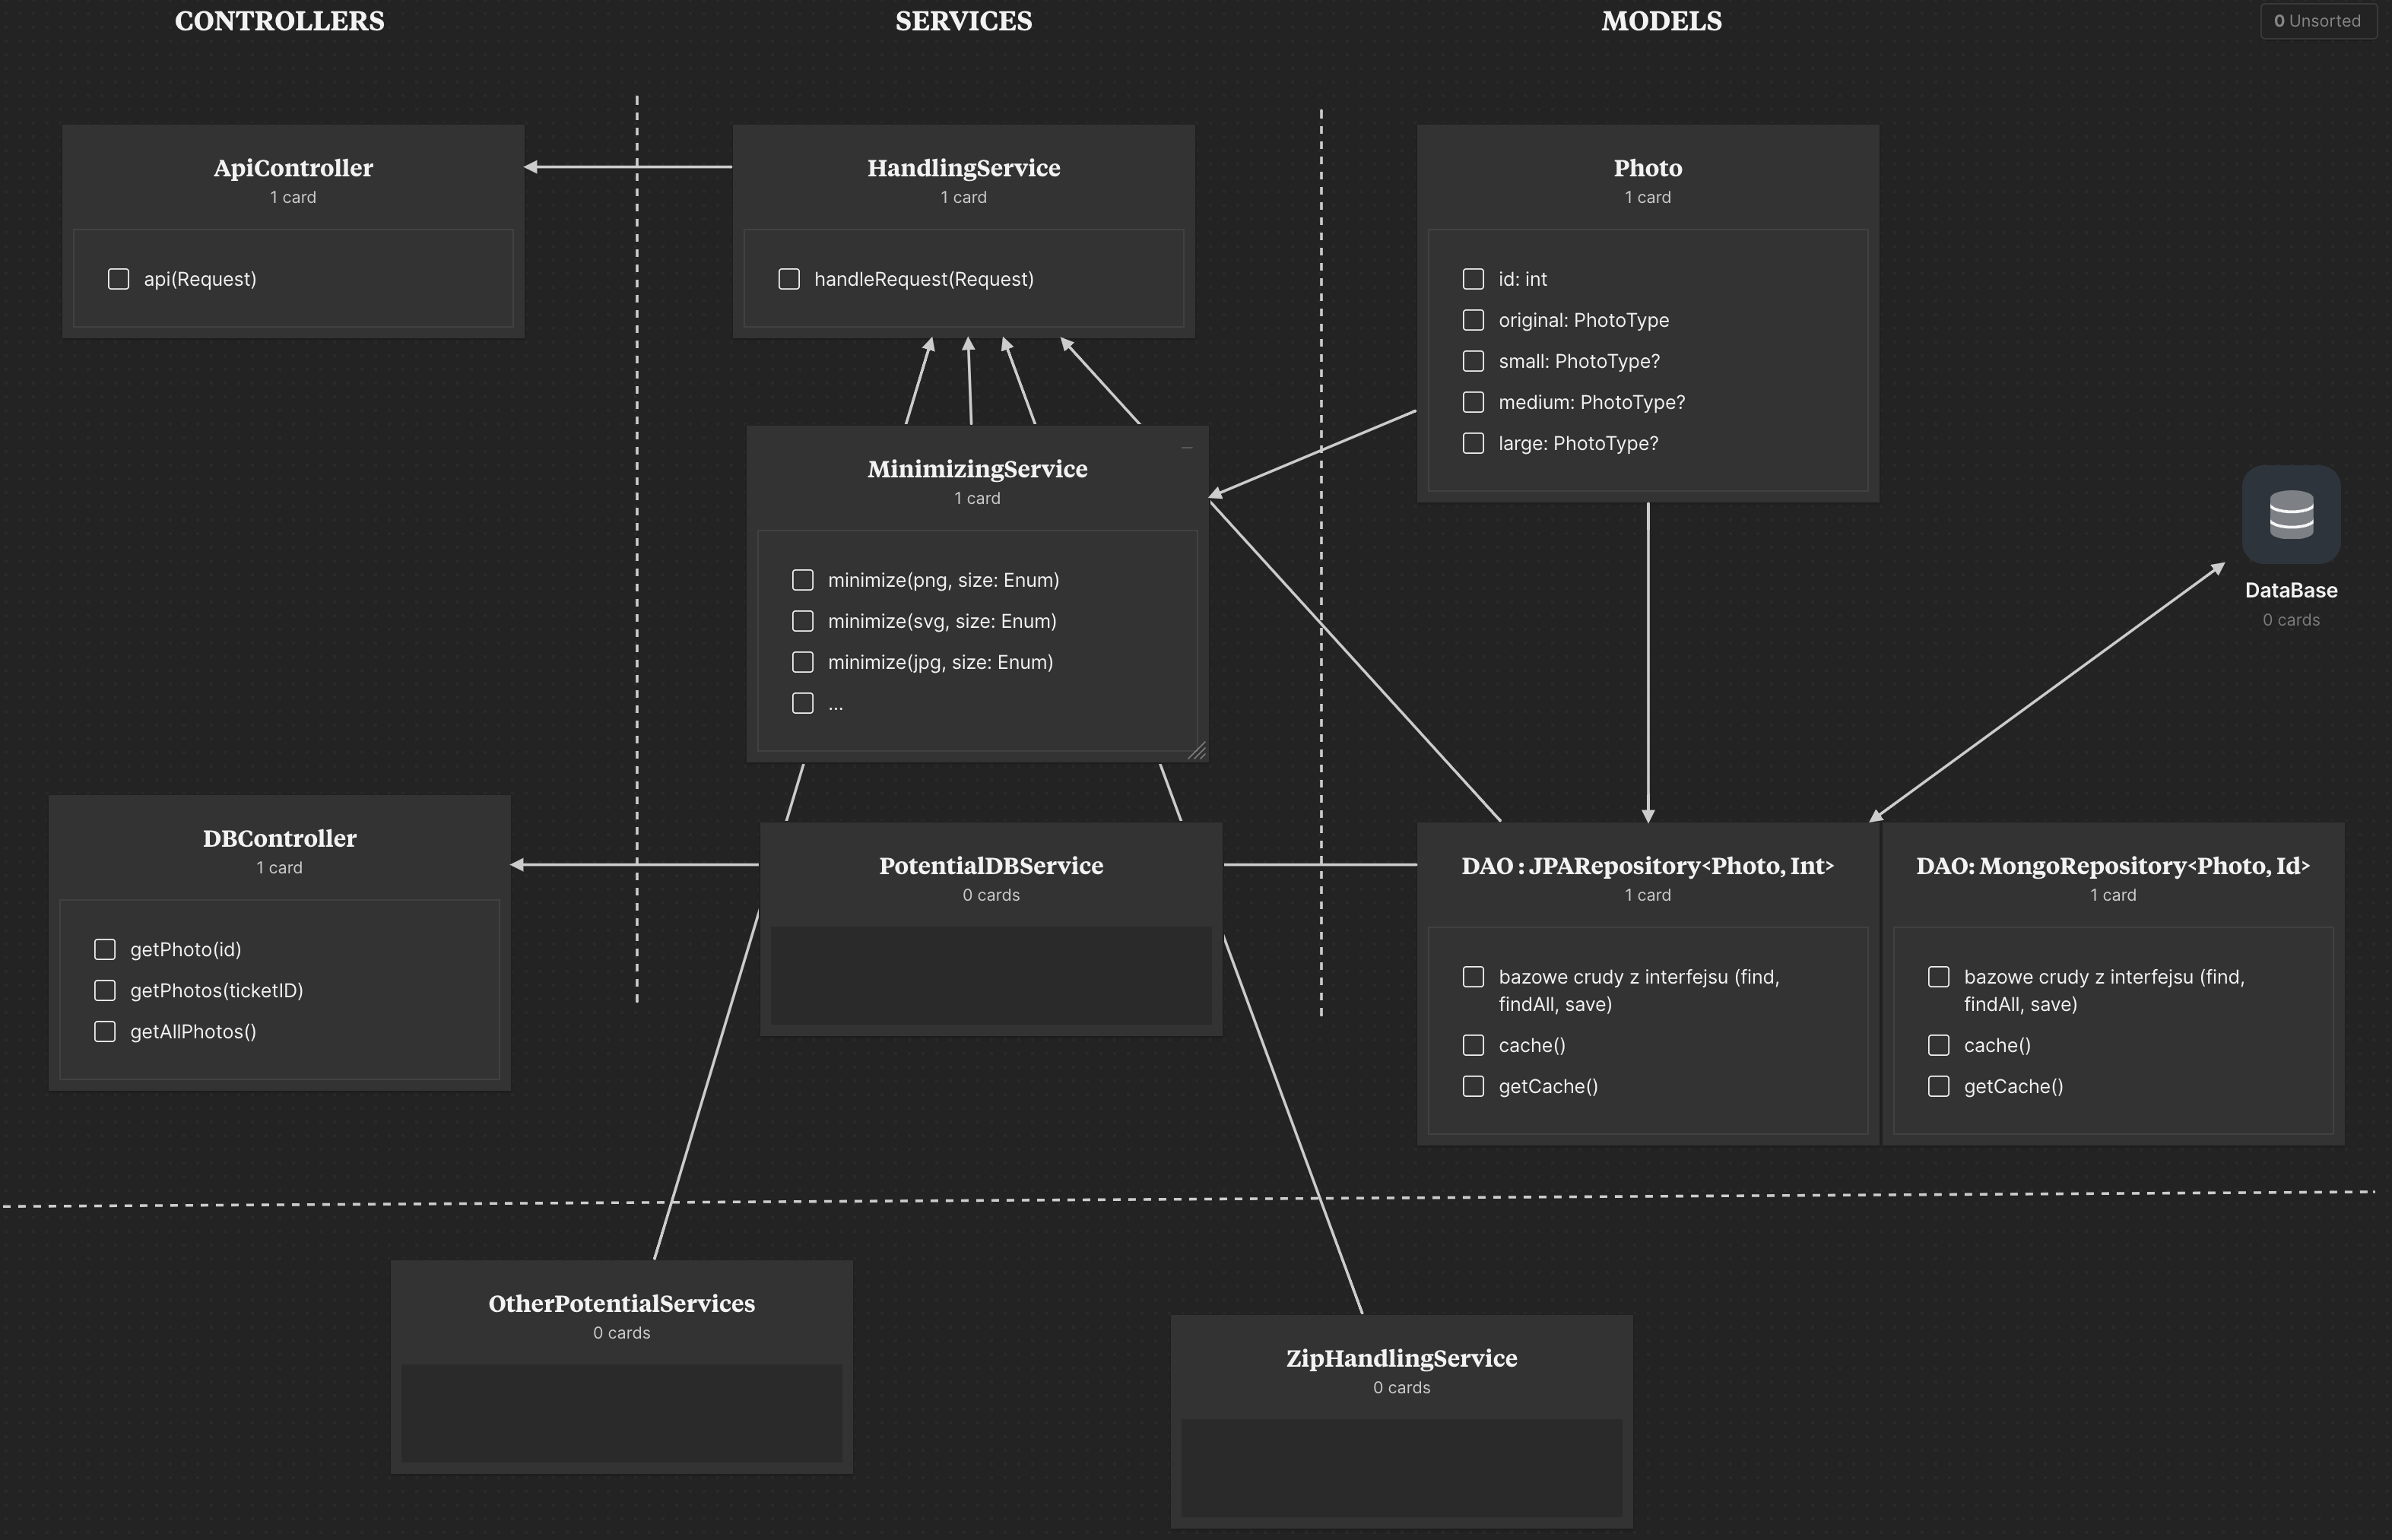 CONTROLLERS
SERVICES
MODELS
0 Unsorted
ApiController
1 card
api(Request)
HandlingService
1 card
handleRequest(Request)
Photo
1 card
id: int
original: PhotoType
small: PhotoType?
medium: PhotoType?
large: PhotoType?
MinimizingService
1 card
minimize(png, size: Enum)
minimize(svg, size: Enum)
minimize(jpg, size: Enum)
...
DataBase
0 cards
DBController
1 card
getPhoto(id)
getPhotos(ticketID)
getAllPhotos()
PotentialDBService
0 cards
DAO : JPARepository<Photo, Int>
1 card
bazowe crudy z interfejsu (find,
findAll, save)
cache()
getCache()
DAO: MongoRepository<Photo, Id>
1 card
bazowe crudy z interfejsu (find,
findAll, save)
cache()
getCache()
OtherPotentialServices
0 cards
ZipHandlingService
0 cards